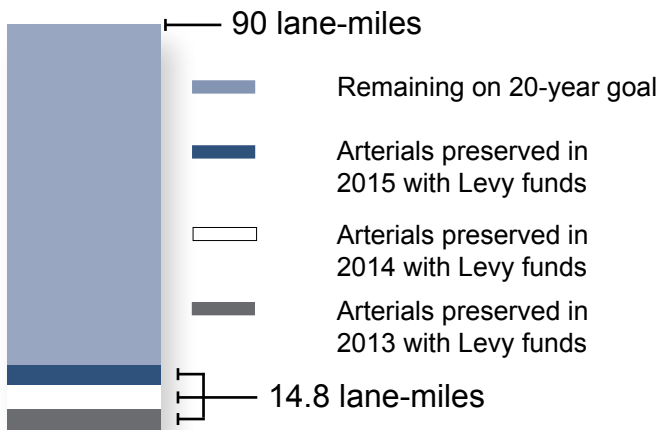 90 lane-miles
Remaining on 20-year goal
Arterials preserved in
2015 with Levy funds
Arterials preserved in
2014 with Levy funds
Arterials preserved in
2013 with Levy funds
14.8 lane-miles